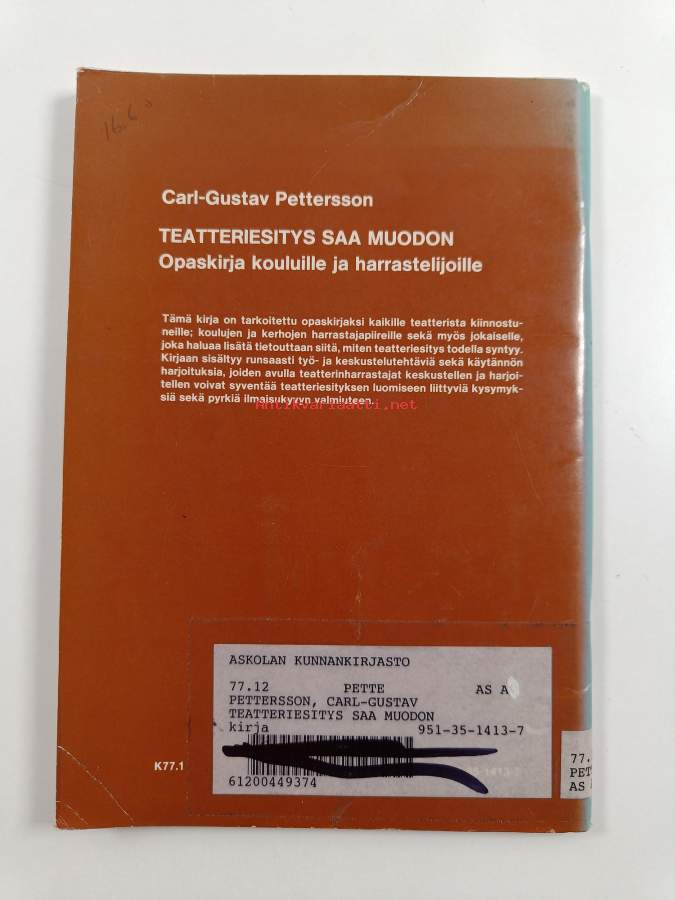 Carl-Gustav Pettersson
TEATTERIESITYS SAA MUODON
Opaskirja kouluille ja harrastelijoille
Tämä kirja on tarkoitettu opaskirjaksi kaikille teatterista kiinnostu-
neille; koulujen ja kerhojen harrastajapiireille sekä myös jokaiselle,
joka haluaa lisätä tietouttaan siitä, miten teatteriesitys todella syntyy.
Kirjaan sisältyy runsaasti työ- ja keskustelutehtäviä sekä käytännön
harjoituksia, joiden avulla teatterinharrastajat keskustellen ja harjoi-
tellen voivat syventää teatteriesityksen luomiseen liittyviä kysymyk-
siä sekä pyrkiä ilmaisukyvyn valmiuteen.
Antikvariaatti.net
ASKOLAN KUNNANKIRJASTO
77.12 PETTE AS A
PETTERSSON, CARL-GUSTAV
TEATTERIESITYS SAA MUODON
kirja 951-35-1413-7
61200449374
K77.1
77.
PET
AS